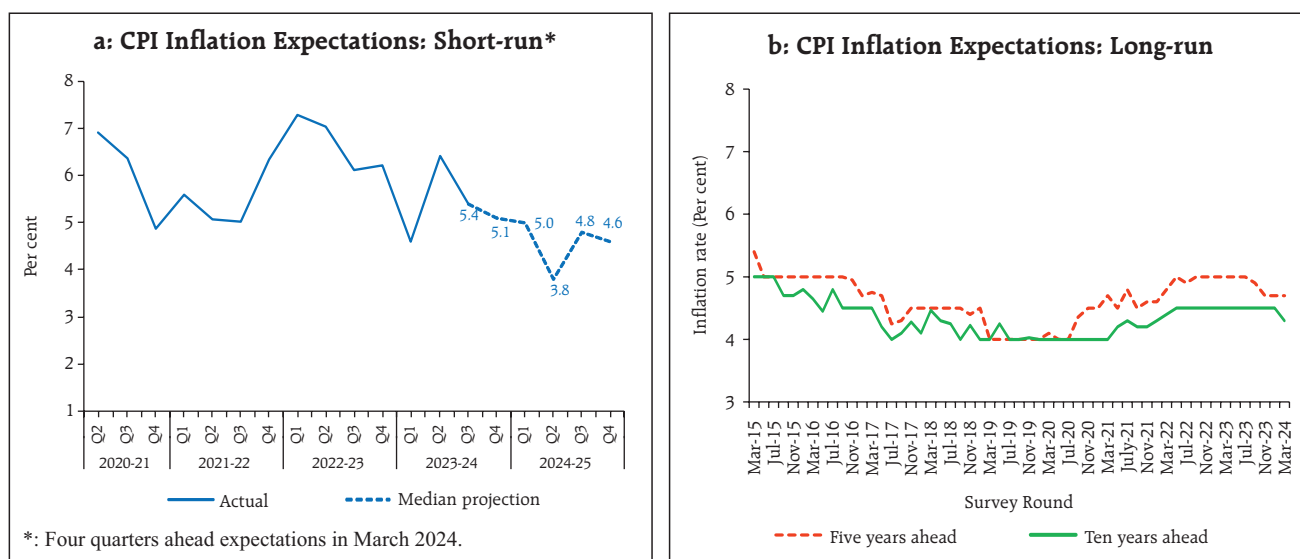 a: CPI Inflation Expectations: Short-run*
Per cent
8
7
6
5
4
3
2
1
5.4
5.1
5.0
3.8
4.8
4.6
Q2 Q3 Q4 Q1 Q2 Q3 Q4 Q1 Q2 Q3 Q4 Q1 Q2 Q3 Q4 Q1 Q2 Q3 Q4
2020-21 2021-22 2022-23 2023-24 2024-25
Actual Median projection
*: Four quarters ahead expectations in March 2024.
b: CPI Inflation Expectations: Long-run
Inflation rate (Per cent)
8
7
6
5
4
3
Mar-15 Jul-15 Nov-15 Mar-16 Jul-16 Nov-16 Mar-17 Jul-17 Nov-17 Mar-18 Jul-18 Nov-18 Mar-19 Jul-19 Nov-19 Mar-20 Jul-20 Nov-20 Mar-21 July-21 Nov-21 Mar-22 Jul-22 Nov-22 Mar-23 Jul-23 Nov-23 Mar-24
Survey Round
Five years ahead Ten years ahead